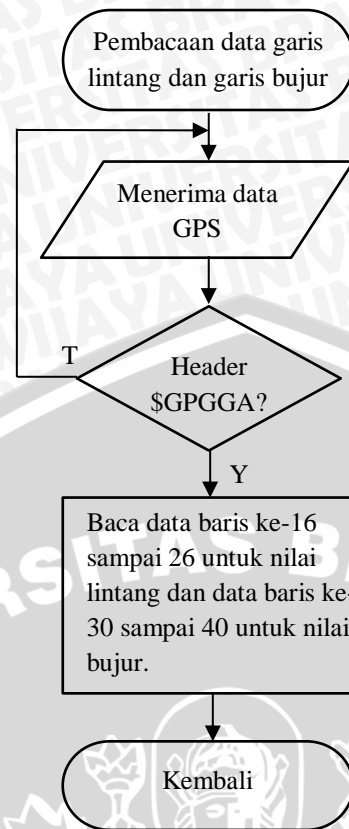 Pembacaan data garis
lintang dan garis bujur
Menerima data
GPS
T
Header
$GPGGA?
Y
Baca data baris ke-16
sampai 26 untuk nilai
lintang dan data baris ke-
30 sampai 40 untuk nilai
bujur.
Kembali